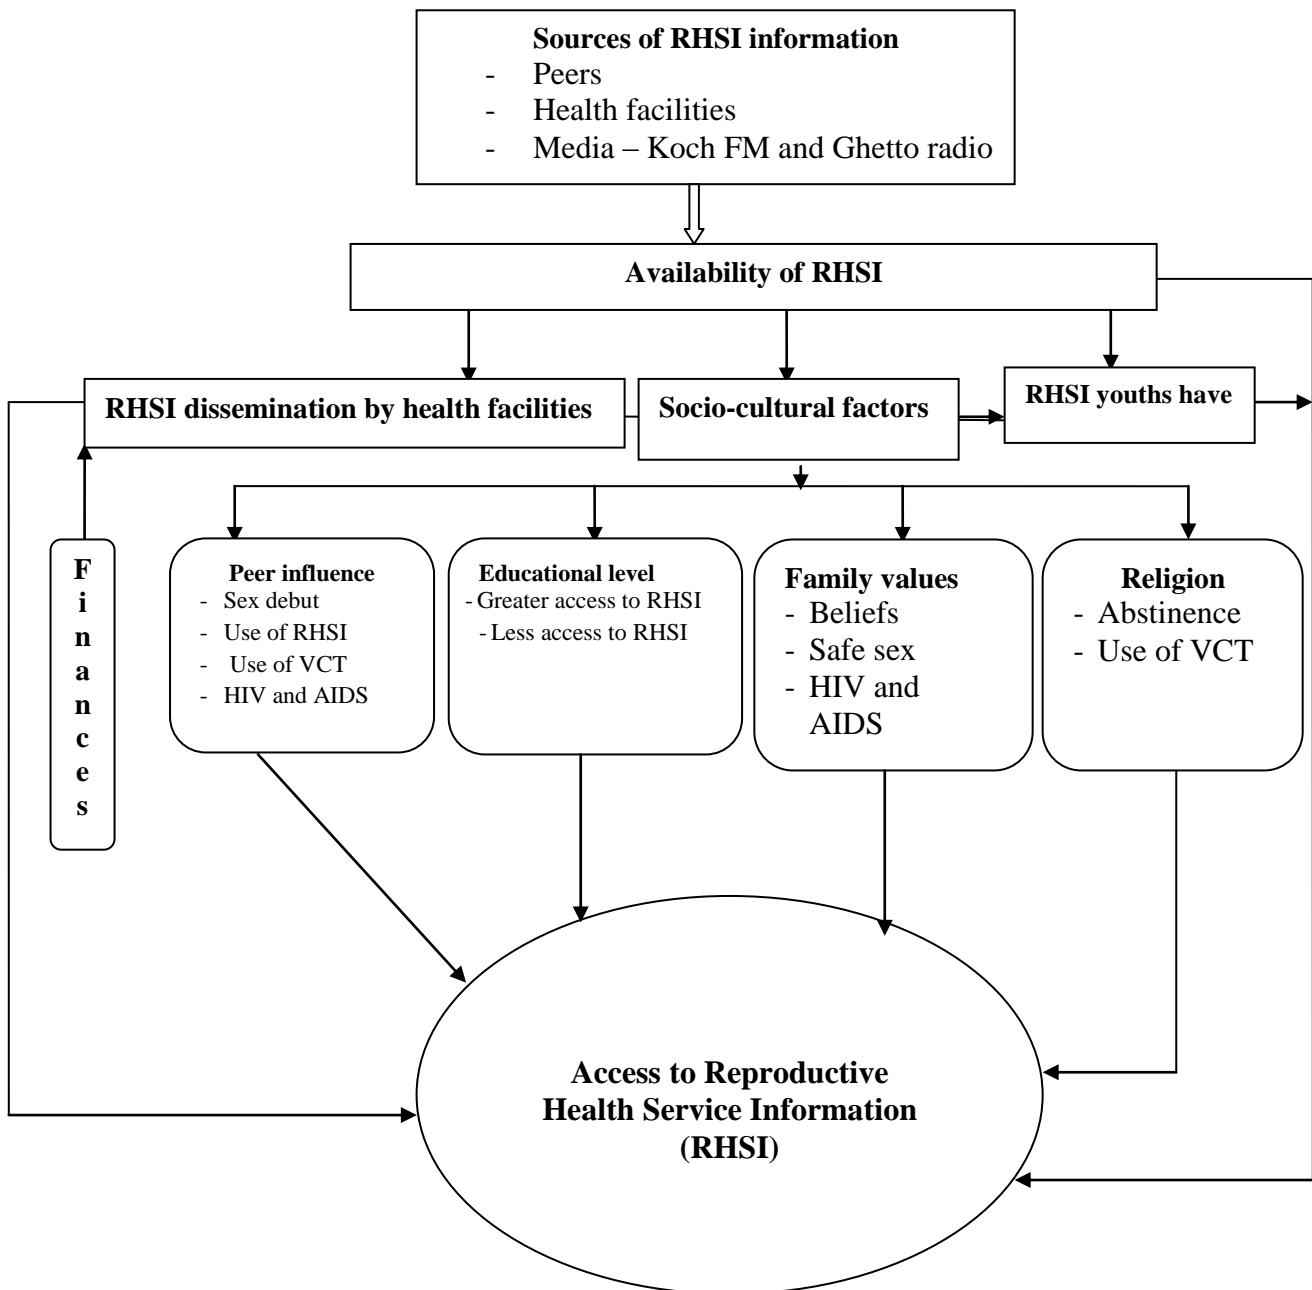 Sources of RHSI information
- Peers
- Health facilities
- Media – Koch FM and Ghetto radio
Availability of RHSI
RHSI dissemination by health facilities
Socio-cultural factors
RHSI youths have
Finances
Peer influence
- Sex debut
- Use of RHSI
- Use of VCT
- HIV and AIDS
Educational level
- Greater access to RHSI
- Less access to RHSI
Family values
- Beliefs
- Safe sex
- HIV and
AIDS
Religion
- Abstinence
- Use of VCT
Access to Reproductive
Health Service Information
(RHSI)